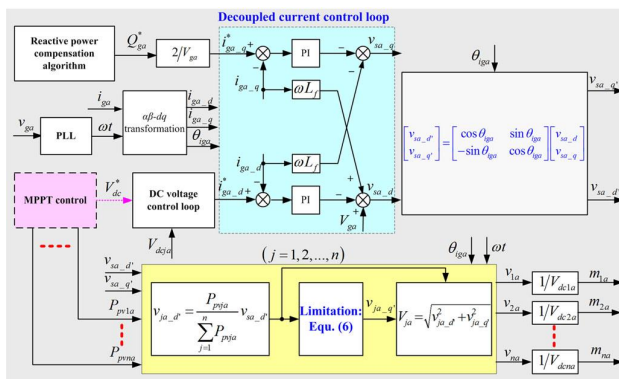 Decoupled current control loop
Reactive power
compensation
algorithm
Q*ga
2/Vga
i*ga_q
+
−
PI
−
−
vsa_q
iga_q
ωLf
θiga
iga
vga
PLL
ωt
αβ-dq
transformation
iga_d
iga_q
θiga
vsa_q'
[vsa_d' vsa_q'] = [cosθiga sinθiga −sinθiga cosθiga][vsa_d vsa_q]
iga_d
ωLf
MPPT control
V*dc
DC voltage
control loop
i*ga_d
+
−
PI
−
+
+
vsa_d
vsa_d'
Vga
Vdcja
(j = 1, 2, ..., n)
θiga
ωt
vsa_d'
vsa_q'
Ppv1a
Ppvna
vja_d' = Ppvja / ∑ j=1 n Ppvja vsa_d'
Limitation:
Equ. (6)
vja_q'
Vja = √(v²ja_d' + v²ja_q')
v1a
1/Vdc1a
m1a
v2a
1/Vdc2a
m2a
vna
1/Vdcna
mna